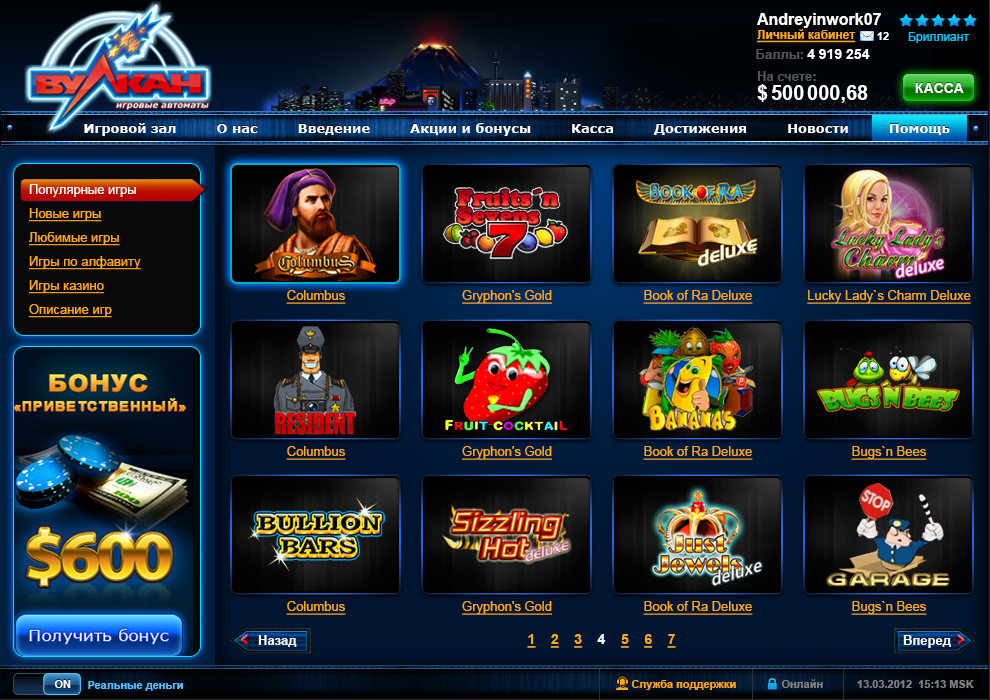 ВУЛКАН
игровые автоматы
Andreyinwork07
Личный кабинет 12
Бриллиант
Баллы: 4 919 254
На счете:
$ 500 000,68
КАССА
Игровой зал О нас Введение Акции и бонусы Касса Достижения Новости Помощь
Популярные игры
Новые игры
Любимые игры
Игры по алфавиту
Игры казино
Описание игр
БОНУС
«ПРИВЕТСТВЕННЫЙ»
100
$600
Получить бонус
Columbus
Fruits'n
Sevens
7
BOOK OF RA
deluxe
Lucky Lady's
Charm
deluxe
Columbus Gryphon's Gold Book of Ra Deluxe Lucky Lady`s Charm Deluxe
RESIDENT
FRUIT COCKTAIL
BANANAS
BUGS'N BEES
Columbus Gryphon's Gold Book of Ra Deluxe Bugs`n Bees
BULLION
BARS
Sizzling
Hot
deluxe
Just
Jewels
deluxe
STOP
GARAGE
Columbus Gryphon's Gold Book of Ra Deluxe Bugs`n Bees
Назад 1 2 3 4 5 6 7 Вперед
ON Реальные деньги Служба поддержки Онлайн 13.03.2012 15:13 MSK